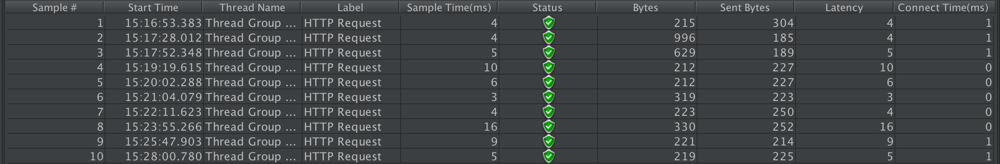 Sample # Start Time Thread Name Label Sample Time(ms) Status Bytes Sent Bytes Latency Connect Time(ms)
1 15:16:53.383 Thread Group ... HTTP Request 4 215 304 4 1
2 15:17:28.012 Thread Group ... HTTP Request 4 996 185 4 1
3 15:17:52.348 Thread Group ... HTTP Request 5 629 189 5 1
4 15:19:19.615 Thread Group ... HTTP Request 10 212 227 10 0
5 15:20:02.288 Thread Group ... HTTP Request 6 212 227 6 0
6 15:21:04.079 Thread Group ... HTTP Request 3 319 223 3 0
7 15:22:11.623 Thread Group ... HTTP Request 4 223 250 4 0
8 15:23:55.266 Thread Group ... HTTP Request 16 330 252 16 0
9 15:25:47.903 Thread Group ... HTTP Request 9 221 214 9 1
10 15:28:00.780 Thread Group ... HTTP Request 5 219 225 5 1